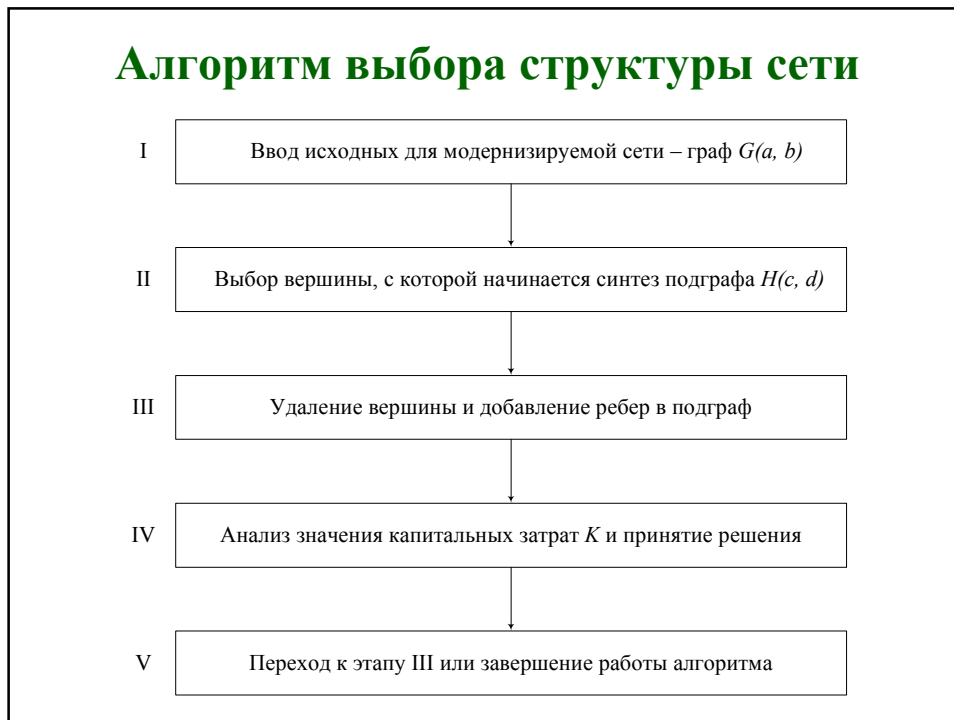 Алгоритм выбора структуры сети
I Ввод исходных для модернизируемой сети – граф G(a, b)
II Выбор вершины, с которой начинается синтез подграфа H(c, d)
III Удаление вершины и добавление ребер в подграф
IV Анализ значения капитальных затрат K и принятие решения
V Переход к этапу III или завершение работы алгоритма